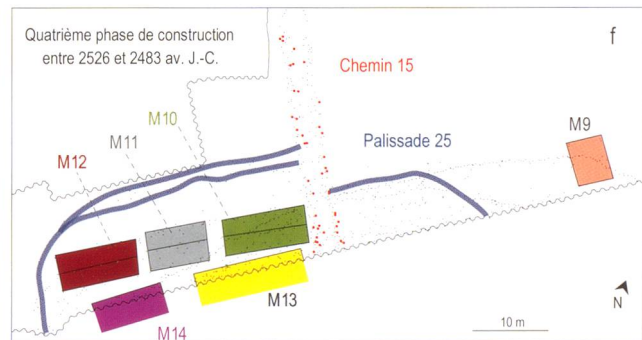 Quatrième phase de construction
entre 2526 et 2483 av. J.-C.
f
Chemin 15
M10
M11
M12
Palissade 25
M9
M13
M14
10 m
N